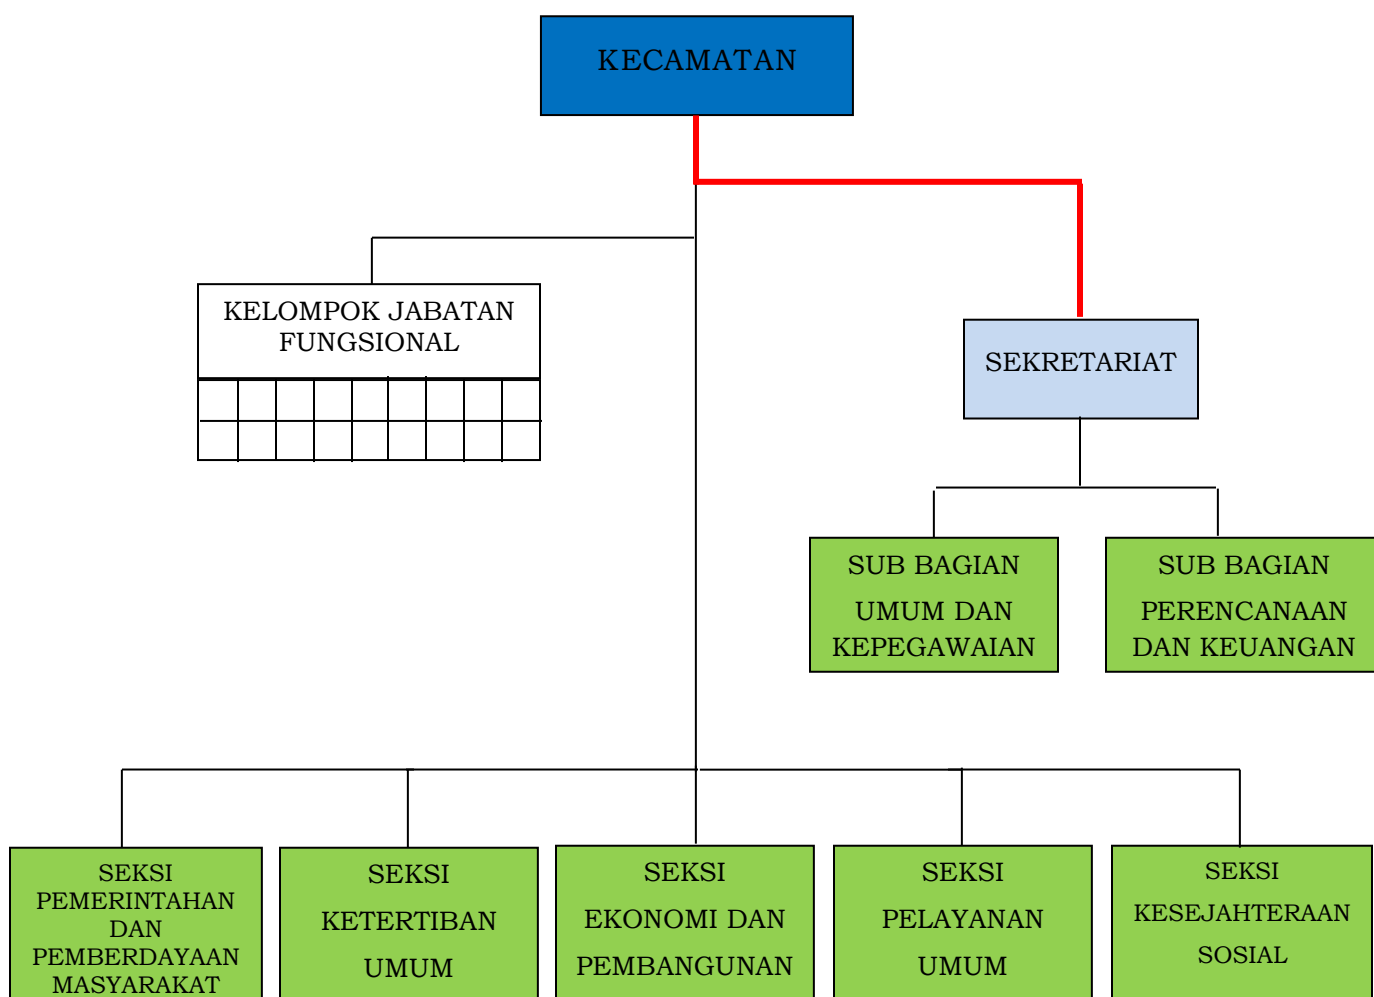 KECAMATAN
KELOMPOK JABATAN
FUNGSIONAL
SEKRETARIAT
SUB BAGIAN
UMUM DAN
KEPEGAWAIAN
SUB BAGIAN
PERENCANAAN
DAN KEUANGAN
SEKSI
PEMERINTAHAN
DAN
PEMBERDAYAAN
MASYARAKAT
SEKSI
KETERTIBAN
UMUM
SEKSI
EKONOMI DAN
PEMBANGUNAN
SEKSI
PELAYANAN
UMUM
SEKSI
KESEJAHTERAAN
SOSIAL